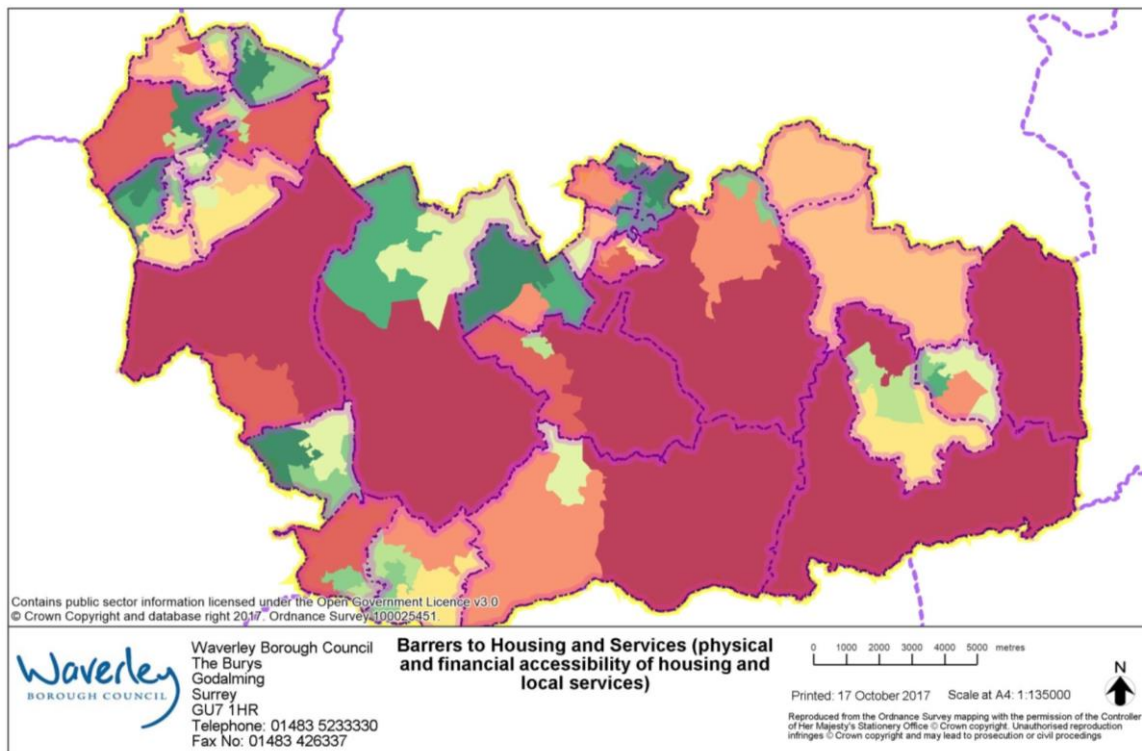 Contains public sector information licensed under the Open Government Licence v3.0
© Crown Copyright and database right 2017. Ordnance Survey 100025451.
Waverley
BOROUGH COUNCIL
Waverley Borough Council
The Burys
Godalming
Surrey
GU7 1HR
Telephone: 01483 5233330
Fax No: 01483 426337
Barrers to Housing and Services (physical
and financial accessibility of housing and
local services)
0 1000 2000 3000 4000 5000 metres
N
Printed: 17 October 2017 Scale at A4: 1:135000
Reproduced from the Ordnance Survey mapping with the permission of the Controller
of Her Majesty's Stationery Office © Crown copyright. Unauthorised reproduction
infringes © Crown copyright and may lead to prosecution or civil procedings